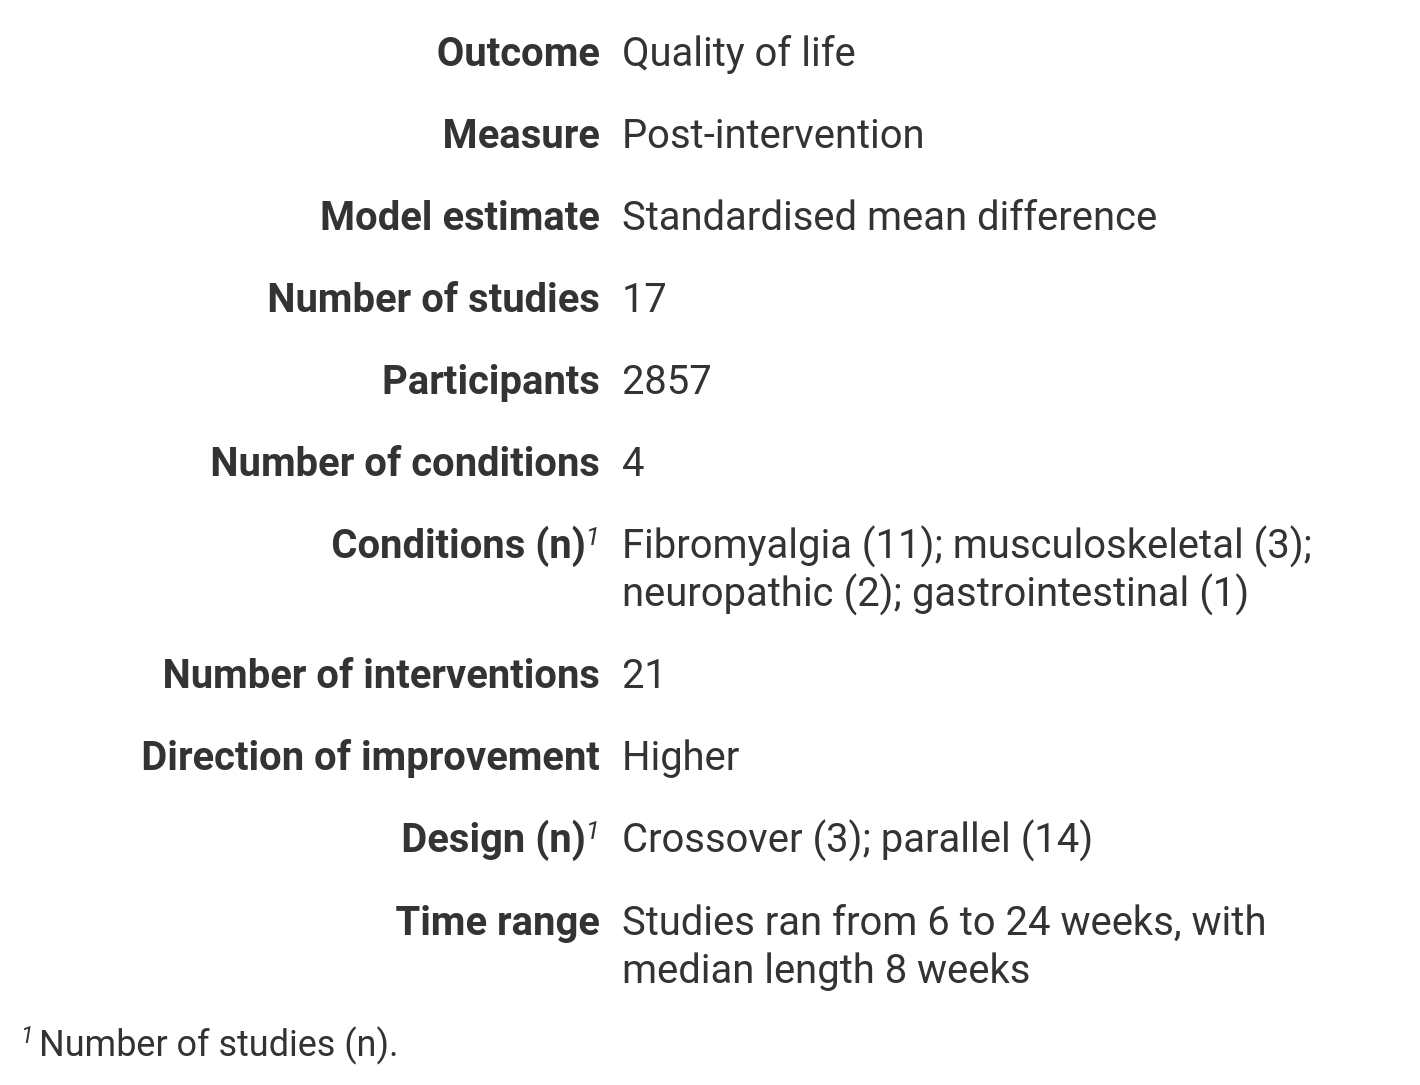 Outcome Quality of life
Measure Post-intervention
Model estimate Standardised mean difference
Number of studies 17
Participants 2857
Number of conditions 4
Conditions (n)¹ Fibromyalgia (11); musculoskeletal (3);
neuropathic (2); gastrointestinal (1)
Number of interventions 21
Direction of improvement Higher
Design (n)¹ Crossover (3); parallel (14)
Time range Studies ran from 6 to 24 weeks, with
median length 8 weeks
¹ Number of studies (n).